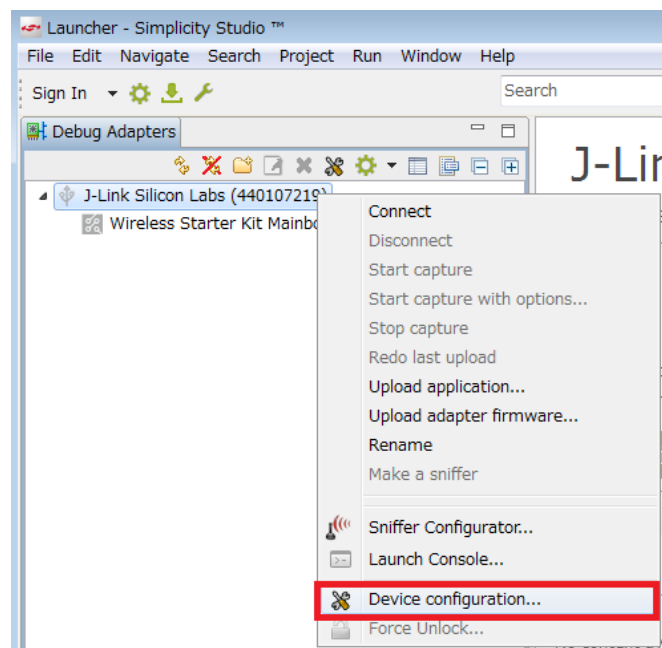 Launcher - Simplicity Studio ™
File Edit Navigate Search Project Run Window Help
Sign In
Search
Debug Adapters
J-Link Silicon Labs (440107219)
Wireless Starter Kit
Connect
Disconnect
Start capture
Start capture with options...
Stop capture
Redo last upload
Upload application...
Upload adapter firmware...
Rename
Make a sniffer
Sniffer Configurator...
Launch Console...
Device configuration...
Force Unlock...